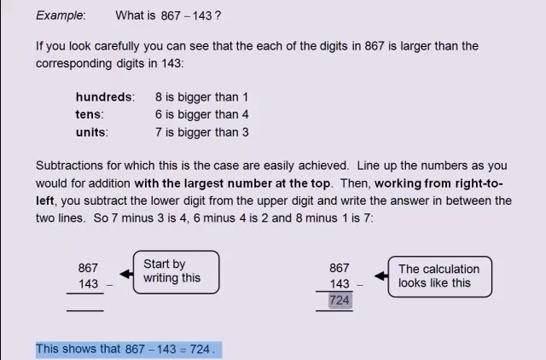 Example: What is 867 – 143 ?
If you look carefully you can see that the each of the digits in 867 is larger than the
corresponding digits in 143:
hundreds: 8 is bigger than 1
tens: 6 is bigger than 4
units: 7 is bigger than 3
Subtractions for which this is the case are easily achieved. Line up the numbers as you
would for addition with the largest number at the top. Then, working from right-to-
left, you subtract the lower digit from the upper digit and write the answer in between the
two lines. So 7 minus 3 is 4, 6 minus 4 is 2 and 8 minus 1 is 7:
867
143 –
Start by
writing this
867
143 –
724
The calculation
looks like this
This shows that 867 – 143 = 724 .